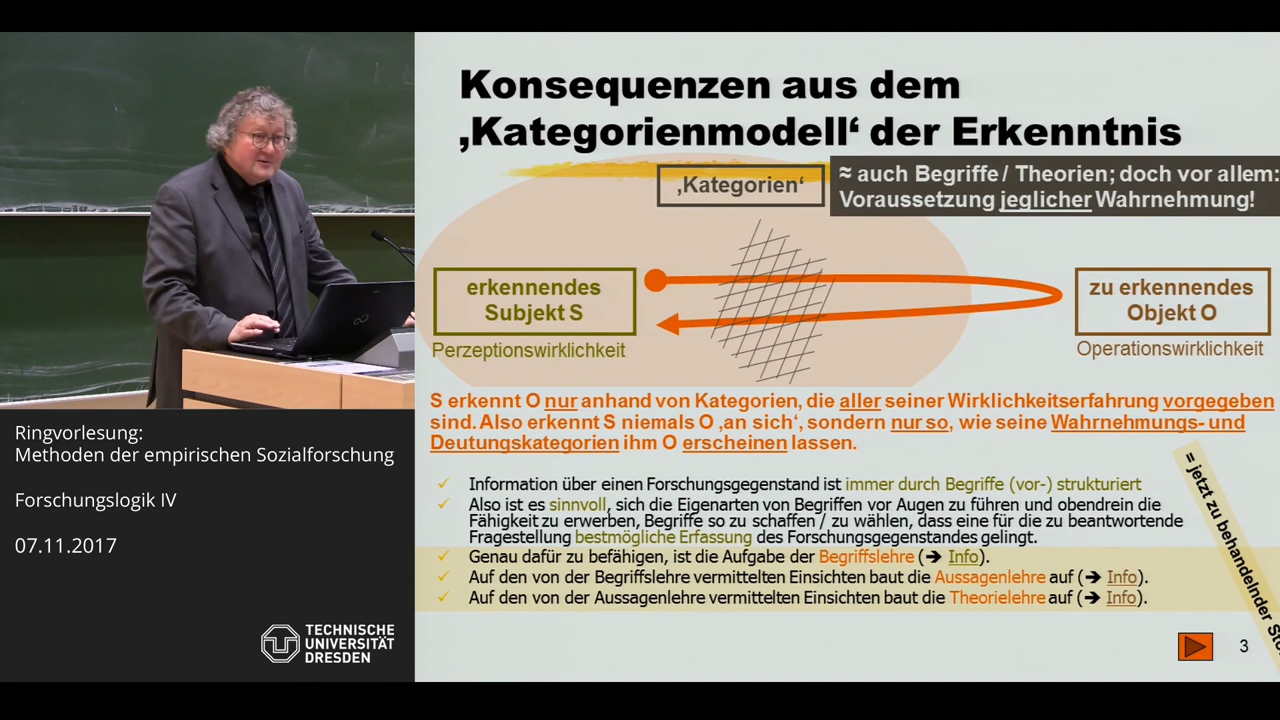 Konsequenzen aus dem
‚Kategorienmodell‘ der Erkenntnis
‚Kategorien‘
≈ auch Begriffe / Theorien; doch vor allem:
Voraussetzung jeglicher Wahrnehmung!
erkennendes
Subjekt S
zu erkennendes
Objekt O
Perzeptionswirklichkeit
Operationswirklichkeit
S erkennt O nur anhand von Kategorien, die aller seiner Wirklichkeitserfahrung vorgegeben
sind. Also erkennt S niemals O ‚an sich‘, sondern nur so, wie seine Wahrnehmungs- und
Deutungskategorien ihm O erscheinen lassen.
✓ Information über einen Forschungsgegenstand ist immer durch Begriffe (vor-) strukturiert
✓ Also ist es sinnvoll, sich die Eigenarten von Begriffen vor Augen zu führen und obendrein die
Fähigkeit zu erwerben, Begriffe so zu schaffen / zu wählen, dass eine für die zu beantwortende
Fragestellung bestmögliche Erfassung des Forschungsgegenstandes gelingt.
✓ Genau dafür zu befähigen, ist die Aufgabe der Begriffslehre (➔ Info).
✓ Auf den von der Begriffslehre vermittelten Einsichten baut die Aussagenlehre auf (➔ Info).
✓ Auf den von der Aussagenlehre vermittelten Einsichten baut die Theorielehre auf (➔ Info).
= jetzt zu behandelnder
3
Ringvorlesung:
Methoden der empirischen Sozialforschung
Forschungslogik IV
07.11.2017
TECHNISCHE
UNIVERSITÄT
DRESDEN